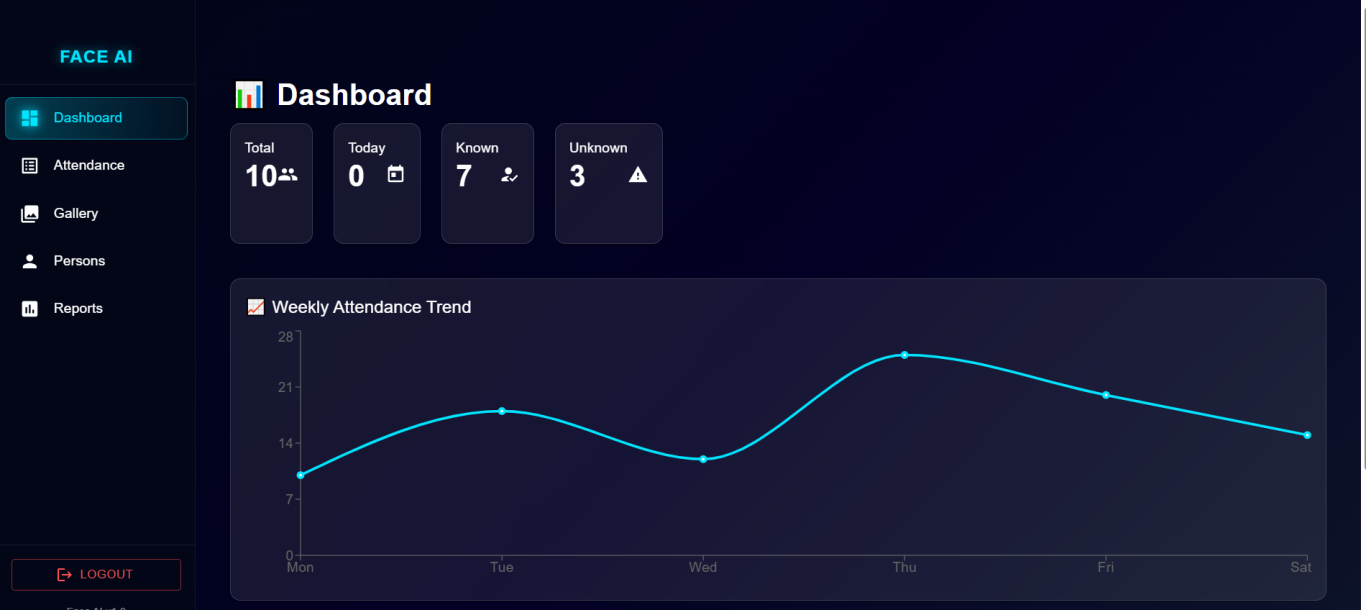 FACE AI
Dashboard
Attendance
Gallery
Persons
Reports
LOGOUT
Dashboard
Total
10
Today
0
Known
7
Unknown
3
Weekly Attendance Trend
28
21
14
7
0
Mon Tue Wed Thu Fri Sat